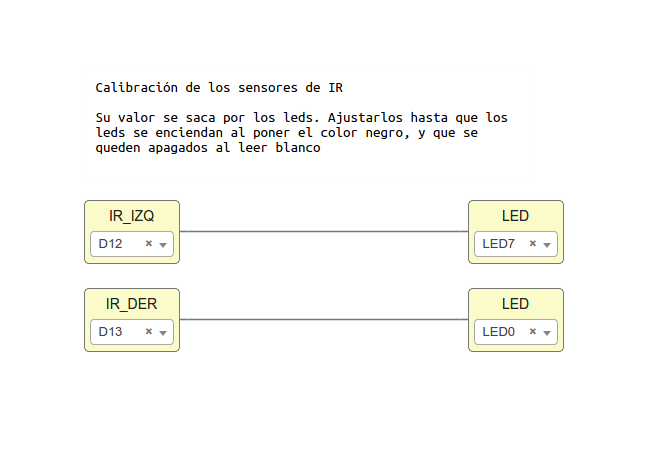 Calibración de los sensores de IR
Su valor se saca por los leds. Ajustarlos hasta que los
leds se enciendan al poner el color negro, y que se
queden apagados al leer blanco
IR_IZQ
D12 ×
LED
LED7 ×
IR_DER
D13 ×
LED
LED0 ×